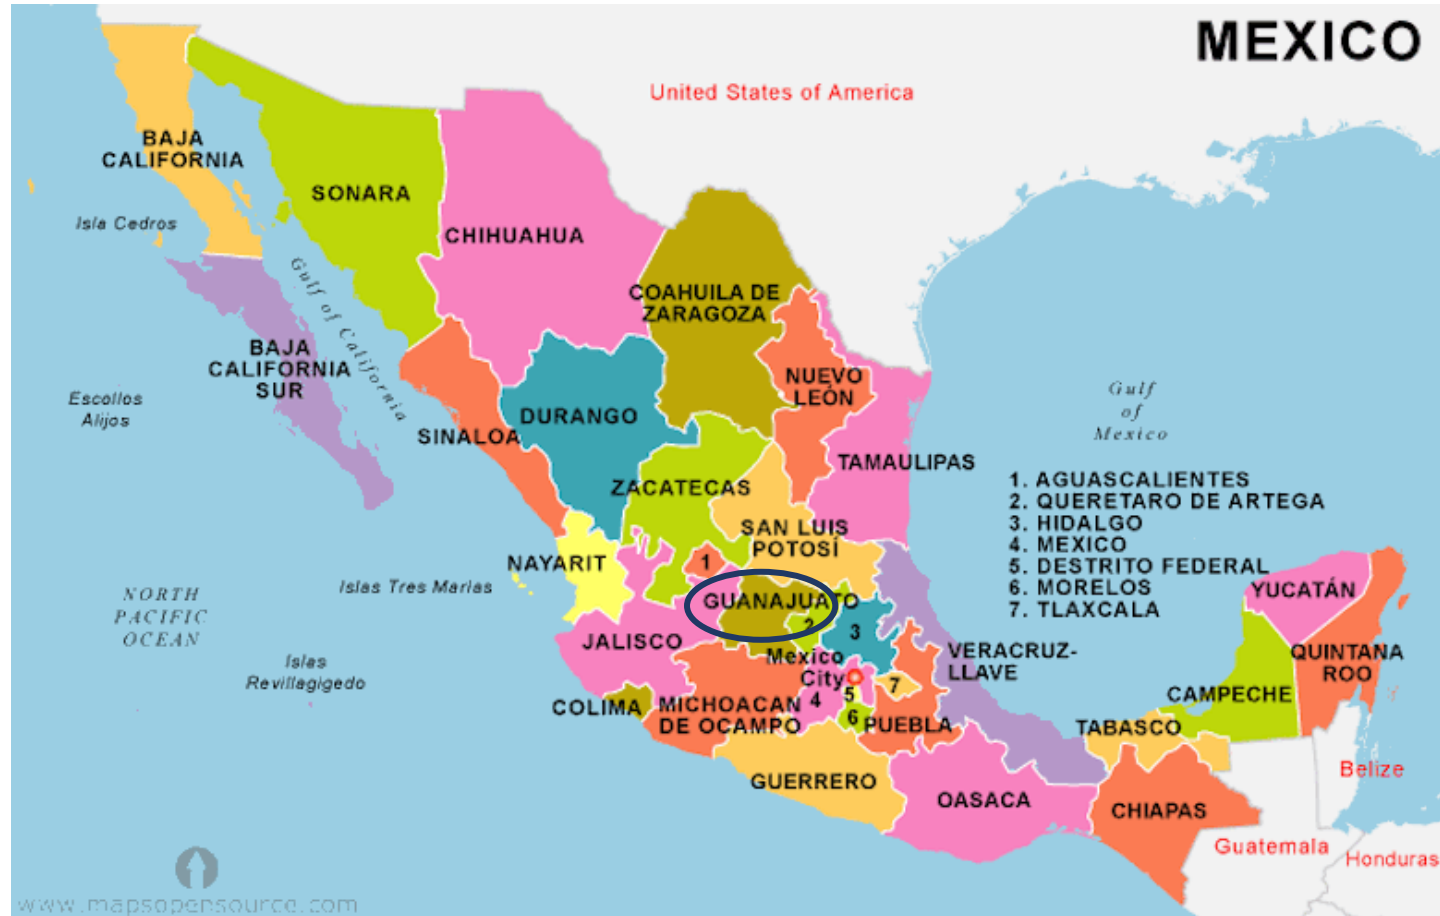 MEXICO
United States of America
BAJA
CALIFORNIA
SONARA
Isla Cedros
CHIHUAHUA
Gulf of California
COAHUILA DE
ZARAGOZA
BAJA
CALIFORNIA
SUR
NUEVO
LEÓN
Gulf
of
Mexico
Escollos
Alijos
DURANGO
SINALOA
TAMAULIPAS
ZACATECAS
1. AGUASCALIENTES
2. QUERETARO DE ARTEGA
3. HIDALGO
4. MEXICO
5. DESTRITO FEDERAL
6. MORELOS
7. TLAXCALA
SAN LUIS
POTOSÍ
NAYARIT
1
Islas Tres Marias
NORTH
PACIFIC
OCEAN
GUANAJUATO
YUCATÁN
2
3
JALISCO
Mexico
City
VERACRUZ-
LLAVE
QUINTANA
ROO
Islas
Revillagigedo
7
CAMPECHE
COLIMA
MICHOACAN
DE OCAMPO
4
5
6
PUEBLA
TABASCO
GUERRERO
Belize
OASACA
CHIAPAS
Guatemala
Honduras
www.mapsopensource.com